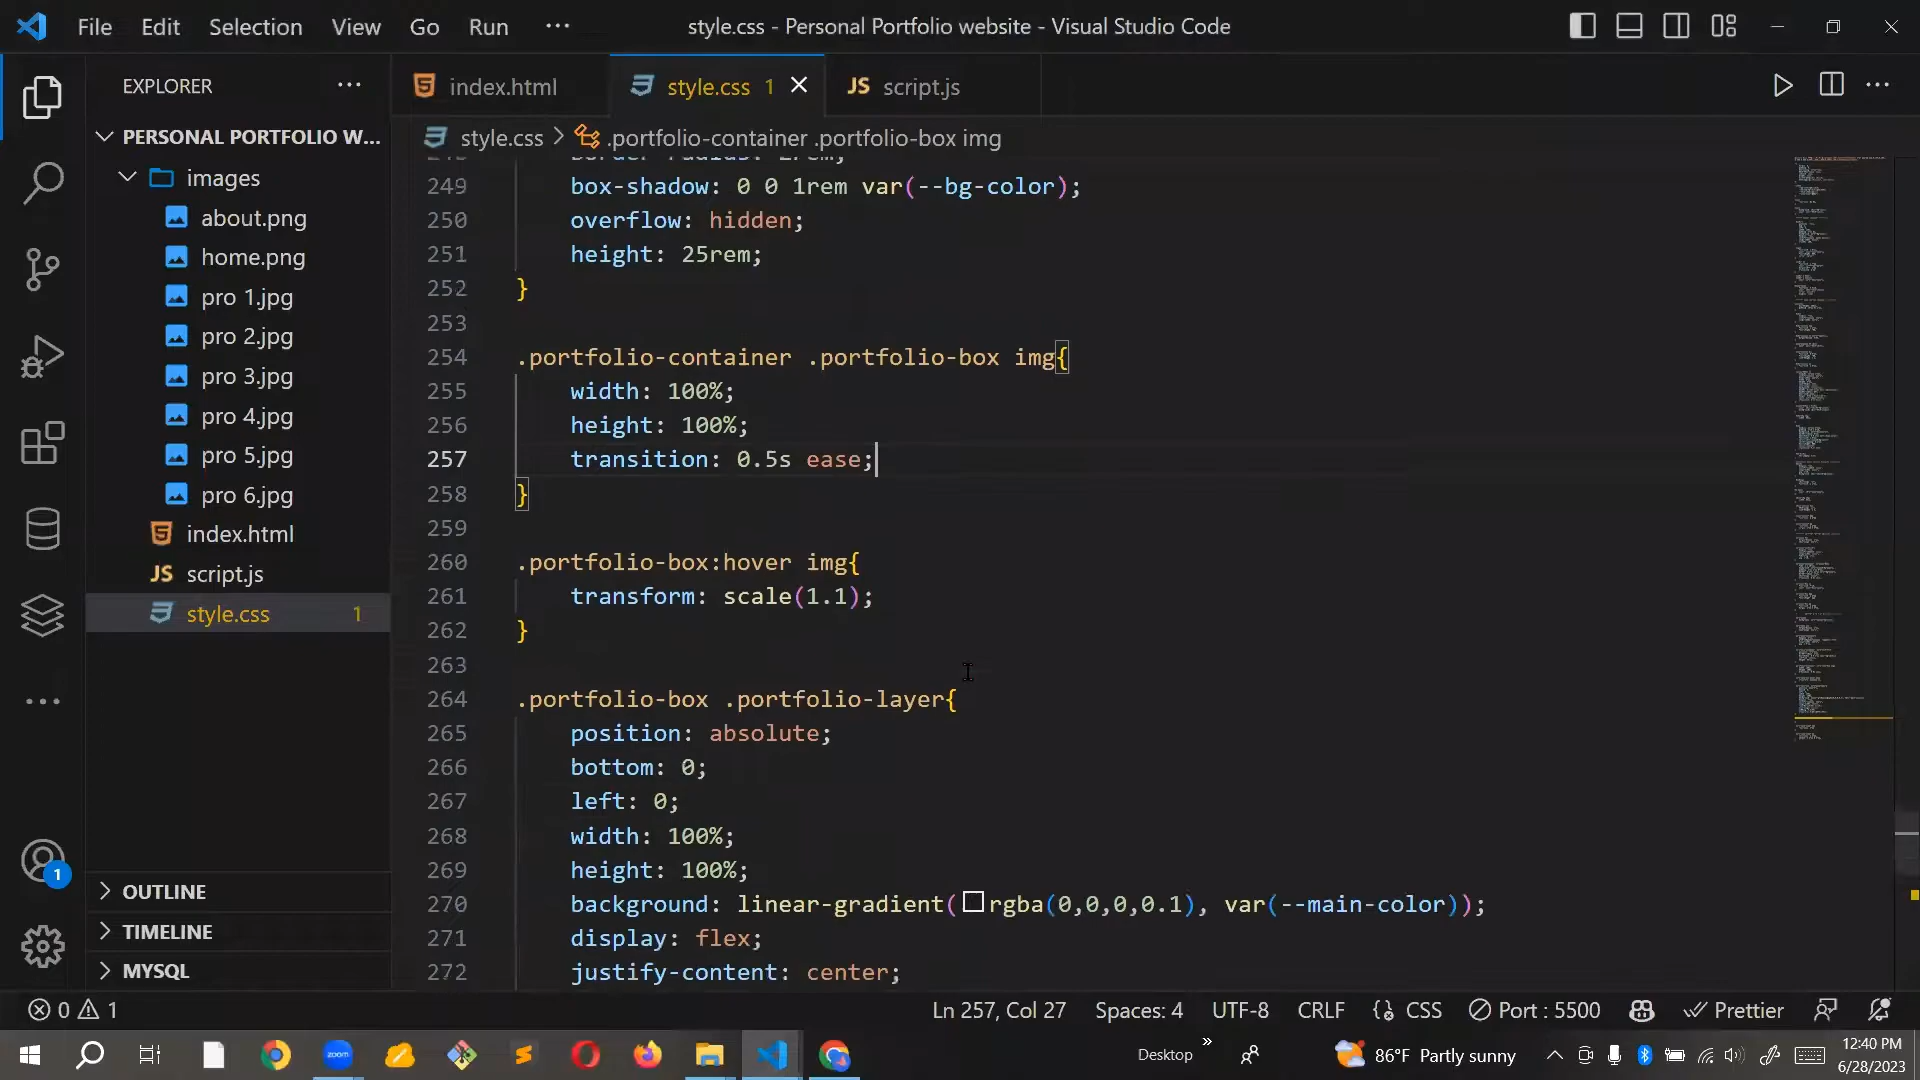 File Edit Selection View Go Run ···
style.css - Personal Portfolio website - Visual Studio Code
EXPLORER
PERSONAL PORTFOLIO W...
images
about.png
home.png
pro 1.jpg
pro 2.jpg
pro 3.jpg
pro 4.jpg
pro 5.jpg
pro 6.jpg
index.html
JS script.js
style.css 1
OUTLINE
TIMELINE
MYSQL
1
index.html style.css 1 JS script.js
style.css > .portfolio-container .portfolio-box img
249 box-shadow: 0 0 1rem var(--bg-color);
250 overflow: hidden;
251 height: 25rem;
252 }
253
254 .portfolio-container .portfolio-box img{
255 width: 100%;
256 height: 100%;
257 transition: 0.5s ease;
258 }
259
260 .portfolio-box:hover img{
261 transform: scale(1.1);
262 }
263
264 .portfolio-box .portfolio-layer{
265 position: absolute;
266 bottom: 0;
267 left: 0;
268 width: 100%;
269 height: 100%;
270 background: linear-gradient(rgba(0,0,0,0.1), var(--main-color));
271 display: flex;
272 justify-content: center;
0 1 Ln 257, Col 27 Spaces: 4 UTF-8 CRLF CSS Port : 5500 Prettier
zoom
Desktop » 86°F Partly sunny
12:40 PM
6/28/2023